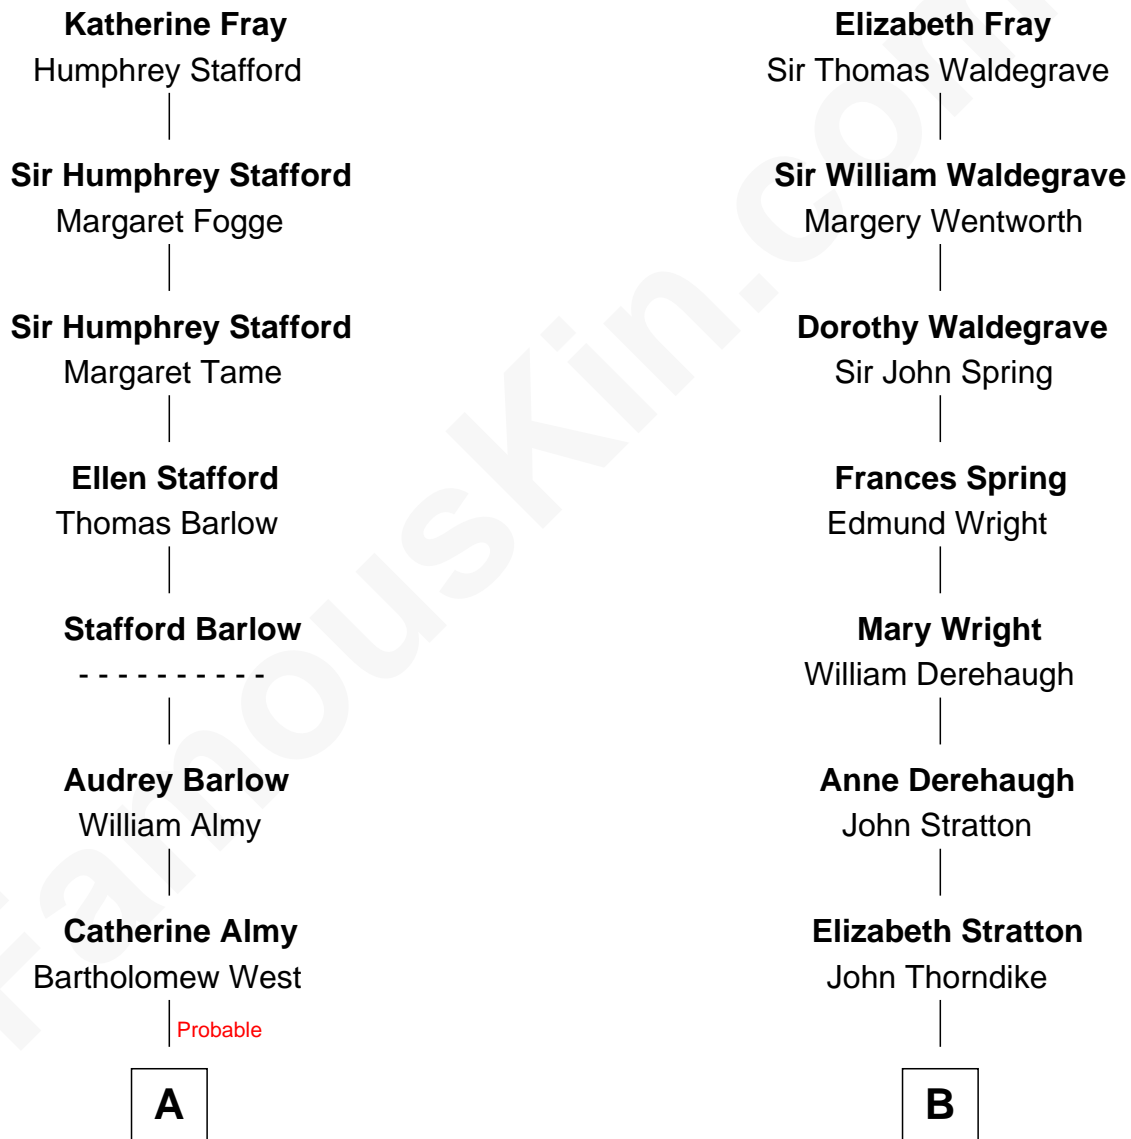 Katherine Fray
Humphrey Stafford
Sir Humphrey Stafford
Margaret Fogge
Sir Humphrey Stafford
Margaret Tame
Ellen Stafford
Thomas Barlow
Stafford Barlow
- - - - - - - - - -
Audrey Barlow
William Almy
Catherine Almy
Bartholomew West
Probable
A
Elizabeth Fray
Sir Thomas Waldegrave
Sir William Waldegrave
Margery Wentworth
Dorothy Waldegrave
Sir John Spring
Frances Spring
Edmund Wright
Mary Wright
William Derehaugh
Anne Derehaugh
John Stratton
Elizabeth Stratton
John Thorndike
B
FamousKin.com